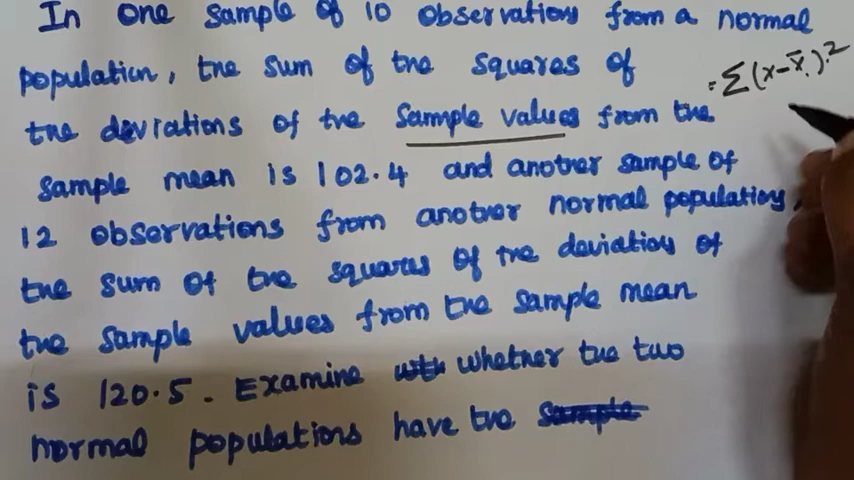 In one sample of 10 observations from a normal
population, the sum of the squares of
the deviations of the sample values from the
= Σ(x-x̄)²
sample mean is 102.4 and another sample of
12 observations from another normal population,
the sum of the squares of the deviation of
the sample values from the sample mean
is 120.5. Examine whether the two
normal populations have the